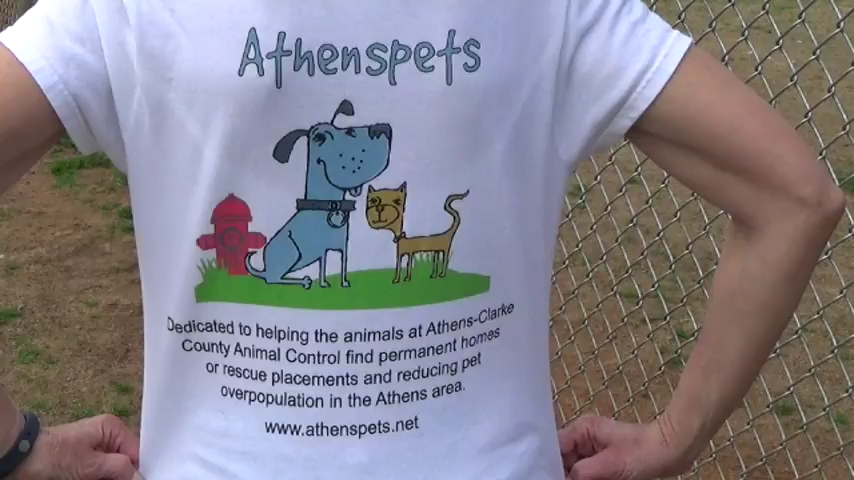 Athenspets
Dedicated to helping the animals at Athens-Clarke
County Animal Control find permanent homes
or rescue placements and reducing pet
overpopulation in the Athens area.
www.athenspets.net